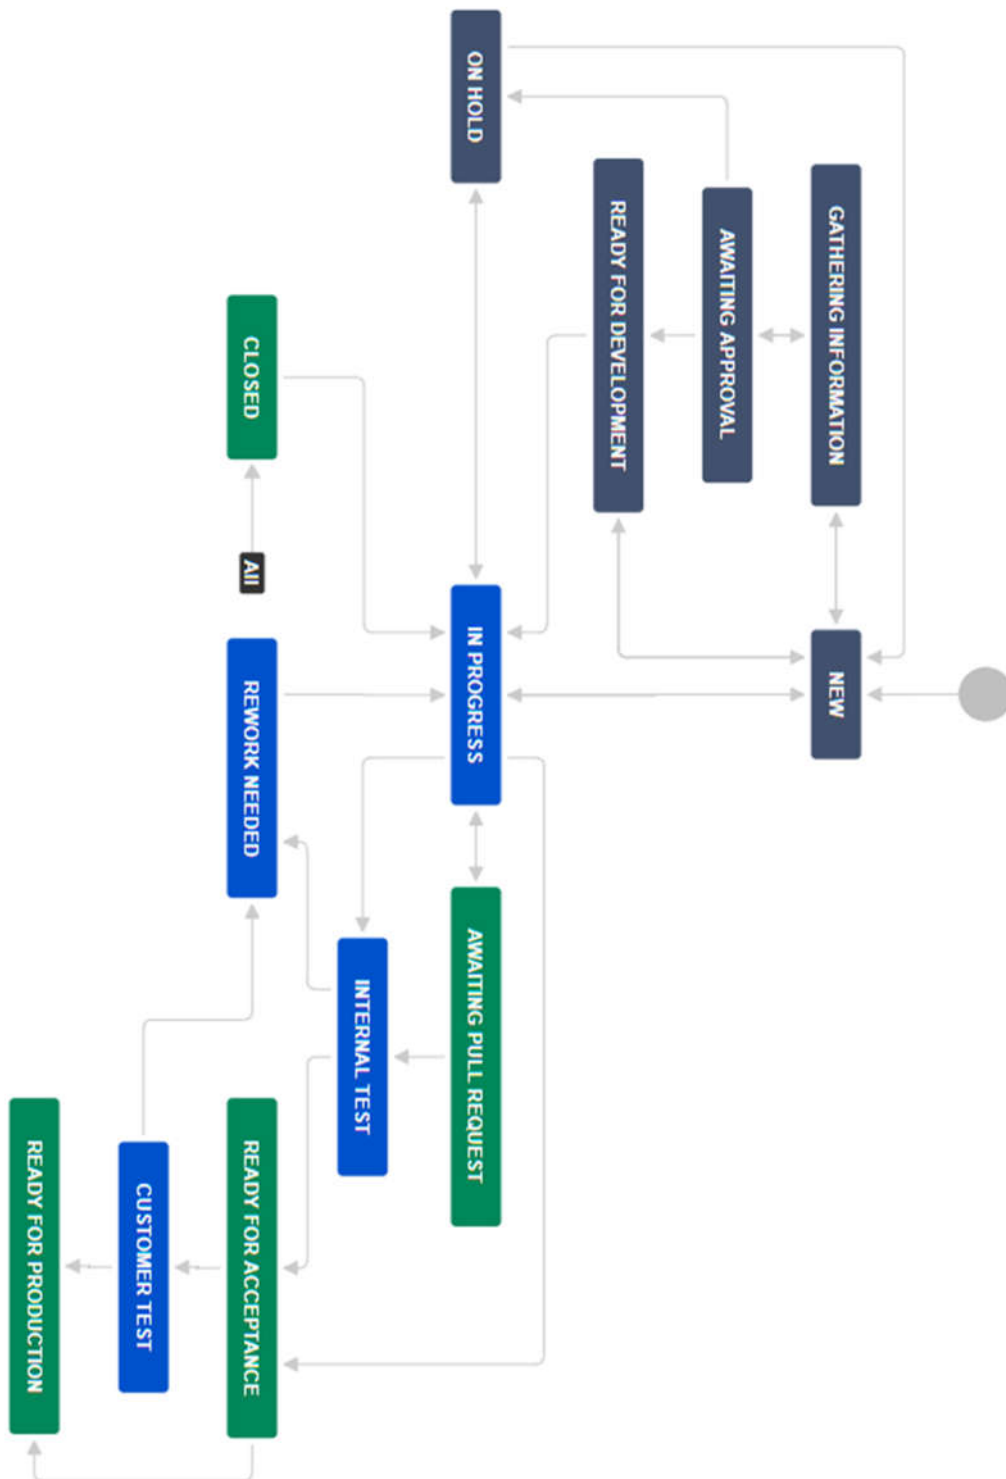 NEW
GATHERING INFORMATION
AWAITING APPROVAL
READY FOR DEVELOPMENT
ON HOLD
IN PROGRESS
AWAITING PULL REQUEST
INTERNAL TEST
CLOSED
All
REWORK NEEDED
READY FOR ACCEPTANCE
CUSTOMER TEST
READY FOR PRODUCTION